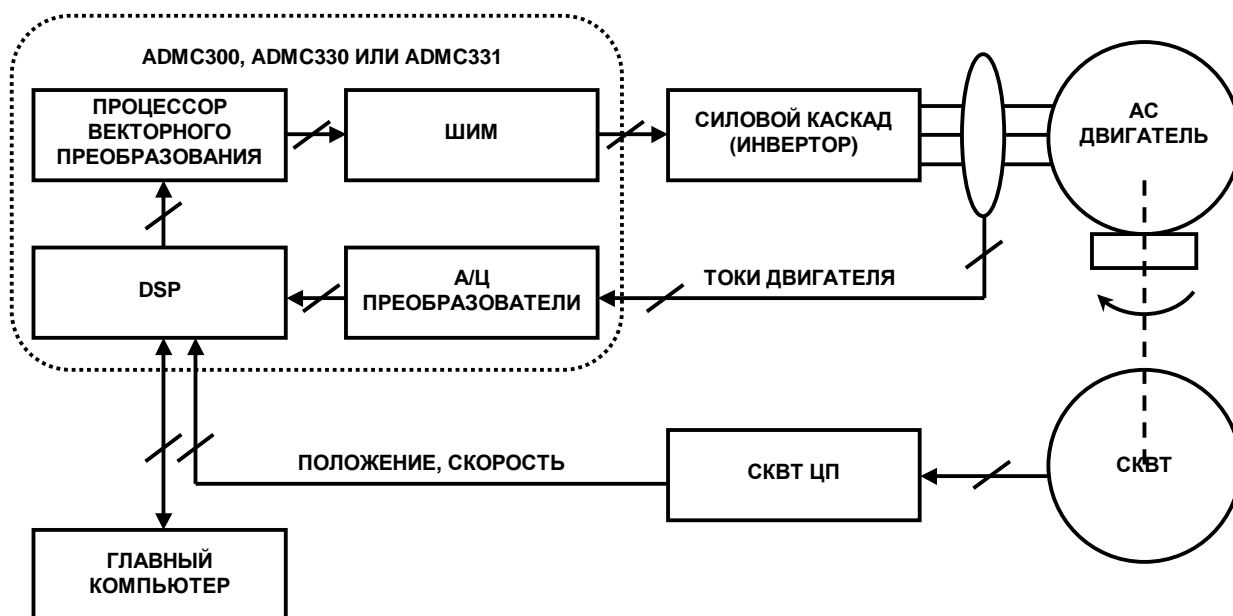 ADMC300, ADMC330 ИЛИ ADMC331
ПРОЦЕССОР
ВЕКТОРНОГО
ПРЕОБРАЗОВАНИЯ
ШИМ
СИЛОВОЙ КАСКАД
(ИНВЕРТОР)
АС
ДВИГАТЕЛЬ
DSP
А/Ц
ПРЕОБРАЗОВАТЕЛИ
ТОКИ ДВИГАТЕЛЯ
ПОЛОЖЕНИЕ, СКОРОСТЬ
СКВТ ЦП
СКВТ
ГЛАВНЫЙ
КОМПЬЮТЕР